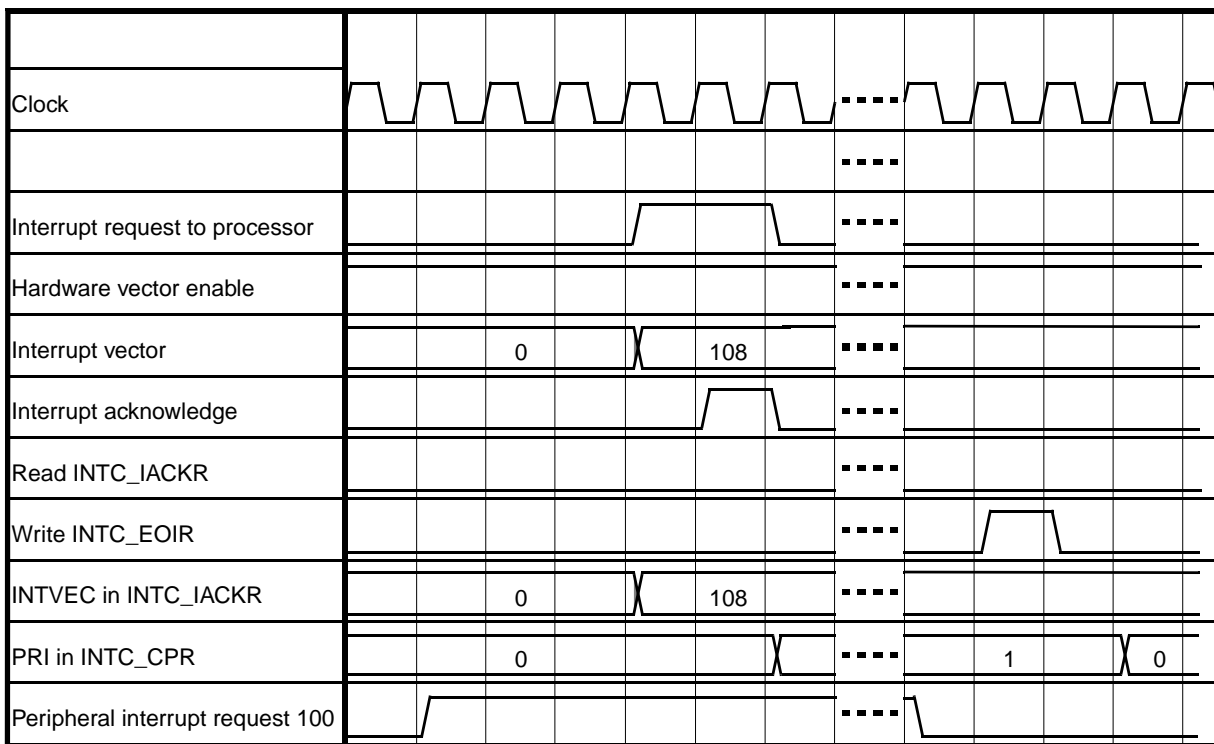 Clock
Interrupt request to processor
Hardware vector enable
Interrupt vector
0
108
Interrupt acknowledge
Read INTC_IACKR
Write INTC_EOIR
INTVEC in INTC_IACKR
0
108
PRI in INTC_CPR
0
1
0
Peripheral interrupt request 100